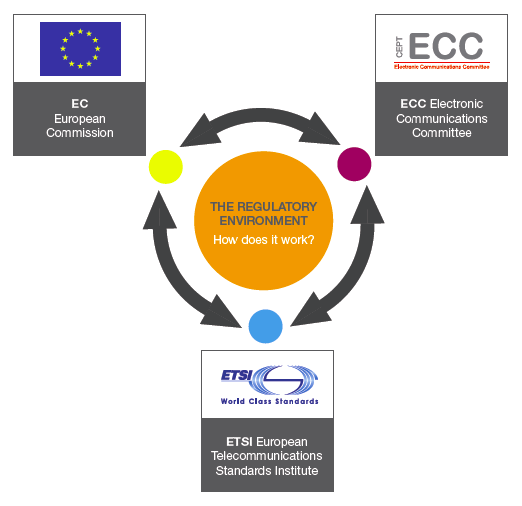 EC
European
Commission
CEPT
ECC
Electronic Communications Committee
ECC Electronic
Communications
Committee
THE REGULATORY
ENVIRONMENT
How does it work?
ETSI
World Class Standards
ETSI European
Telecommunications
Standards Institute